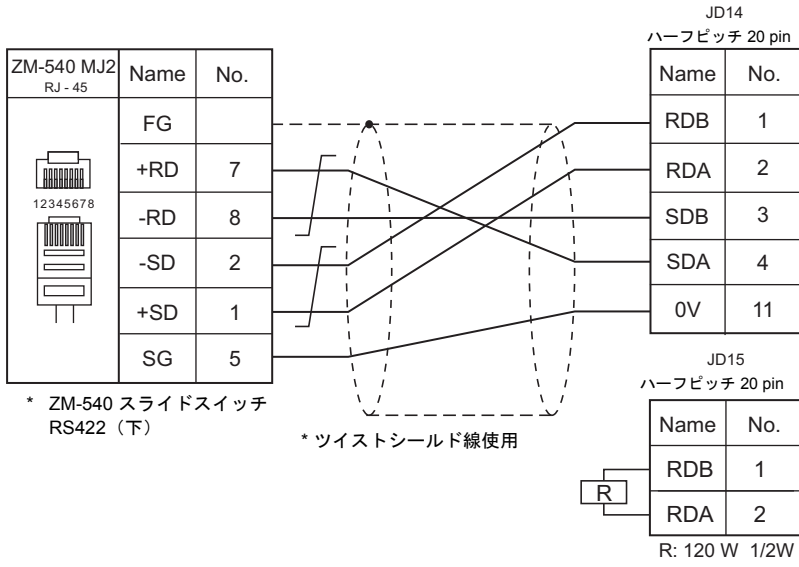 JD14
ハーフピッチ 20 pin
ZM-540 MJ2 Name No.
RJ - 45
FG
+RD 7
-RD 8
-SD 2
+SD 1
SG 5
12345678
Name No.
RDB 1
RDA 2
SDB 3
SDA 4
0V 11
* ZM-540 スライドスイッチ
RS422（下）
* ツイストシールド線使用
JD15
ハーフピッチ 20 pin
Name No.
RDB 1
RDA 2
R
R: 120 W 1/2W